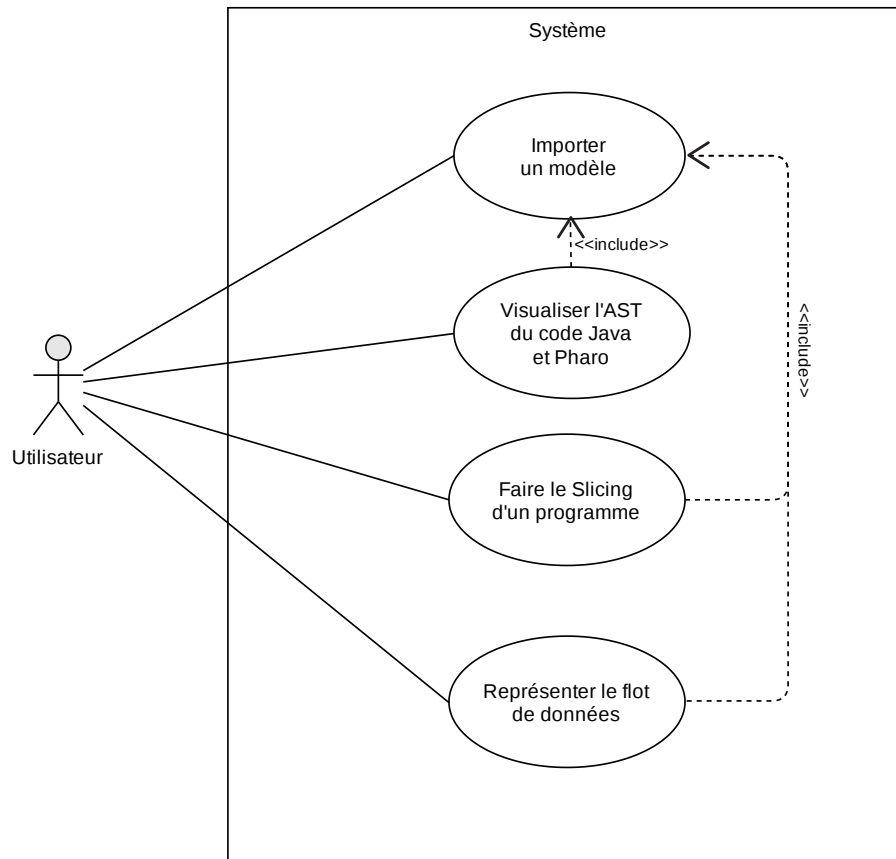 Système
Importer
un modèle
<<include>>
Visualiser l'AST
du code Java
et Pharo
<<include>>
Utilisateur
Faire le Slicing
d'un programme
Représenter le flot
de données